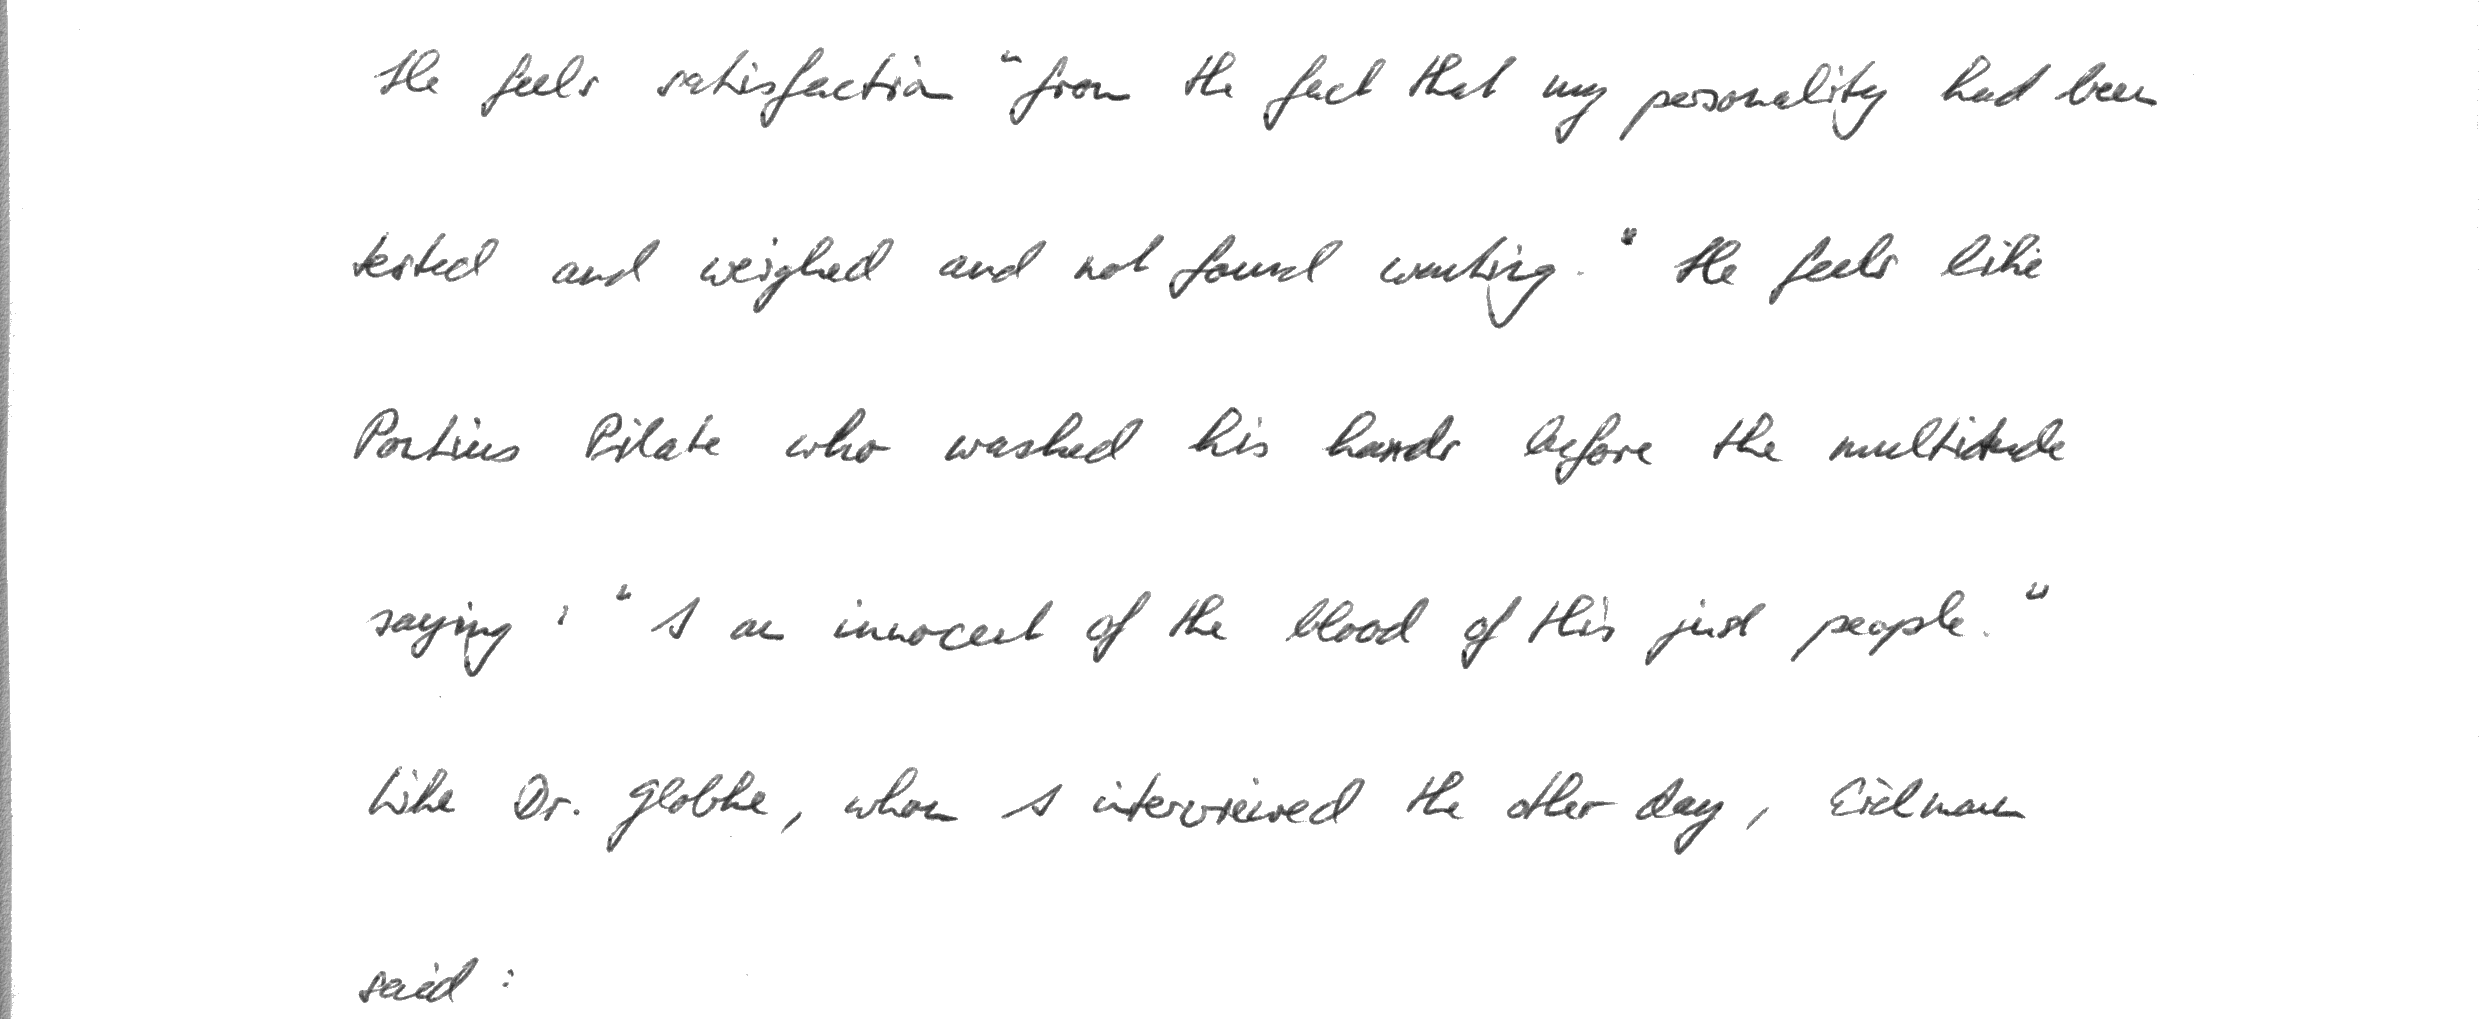 He feels satisfaction "from the fact that my personality had been
tested and weighed and not found wanting." He feels like
Pontius Pilate who washed his hands before the multitude
saying, "I am innocent of the blood of this just people."
Like Dr. Globke, whom I interviewed the other day, Eichmann
said: